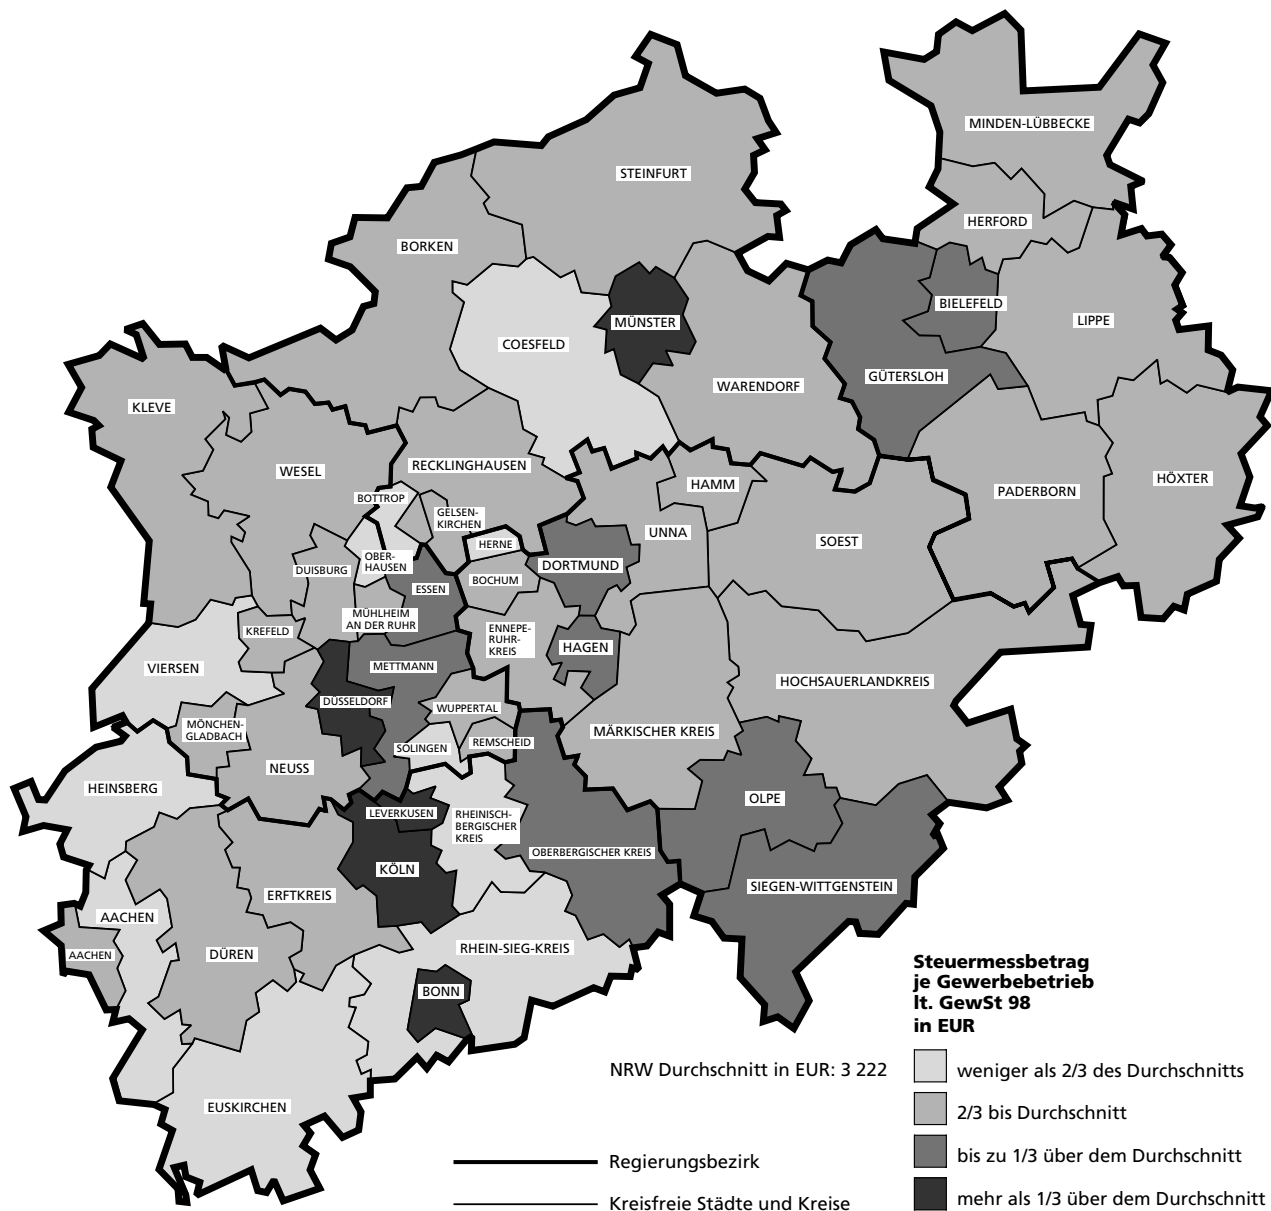 MINDEN-LÜBBECKE
STEINFURT
HERFORD
BORKEN
BIELEFELD
MÜNSTER
LIPPE
COESFELD
GÜTERSLOH
WARENDORF
KLEVE
RECKLINGHAUSEN
WESEL
HÖXTER
HAMM
PADERBORN
BOTTROP
GELSEN-
KIRCHEN
UNNA
SOEST
HERNE
OBER-
HAUSEN
DORTMUND
DUISBURG
BOCHUM
ESSEN
MÜHLHEIM
AN DER RUHR
KREFELD
ENNEPE-
RUHR-
KREIS
HAGEN
METTMANN
VIERSEN
HOCHSAUERLANDKREIS
DÜSSELDORF
WUPPERTAL
MÖNCHEN-
GLADBACH
MÄRKISCHER KREIS
REMSCHEID
SOLINGEN
NEUSS
HEINSBERG
OLPE
LEVERKUSEN
RHEINISCH-
BERGISCHER
KREIS
OBERBERGISCHER KREIS
KÖLN
SIEGEN-WITTGENSTEIN
ERFTKREIS
AACHEN
RHEIN-SIEG-KREIS
AACHEN
DÜREN
BONN
EUSKIRCHEN
Steuermessbetrag
je Gewerbebetrieb
lt. GewSt 98
in EUR
NRW Durchschnitt in EUR: 3 222
weniger als 2/3 des Durchschnitts
2/3 bis Durchschnitt
bis zu 1/3 über dem Durchschnitt
mehr als 1/3 über dem Durchschnitt
Regierungsbezirk
Kreisfreie Städte und Kreise